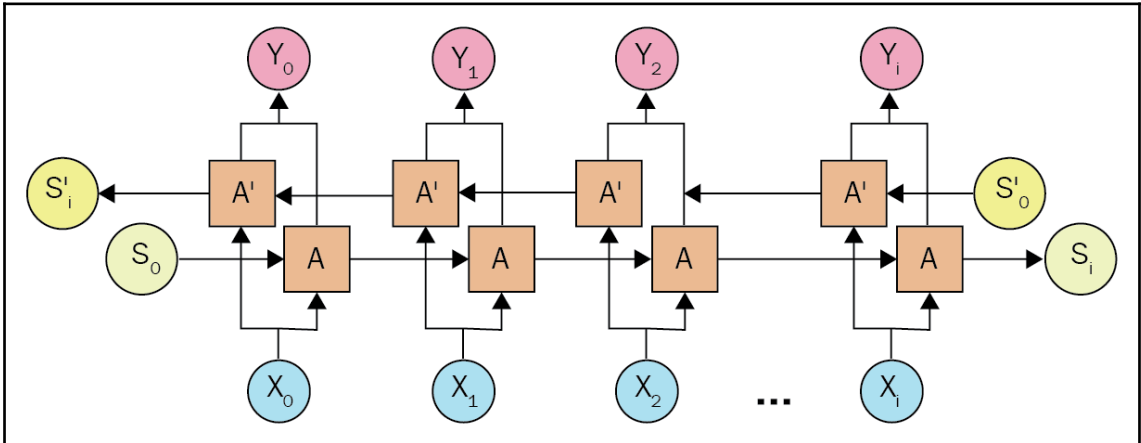 Y0 Y1 Y2 Yi
S'i A' A' A' A' S'0
S0 A A A A Si
X0 X1 X2 ... Xi